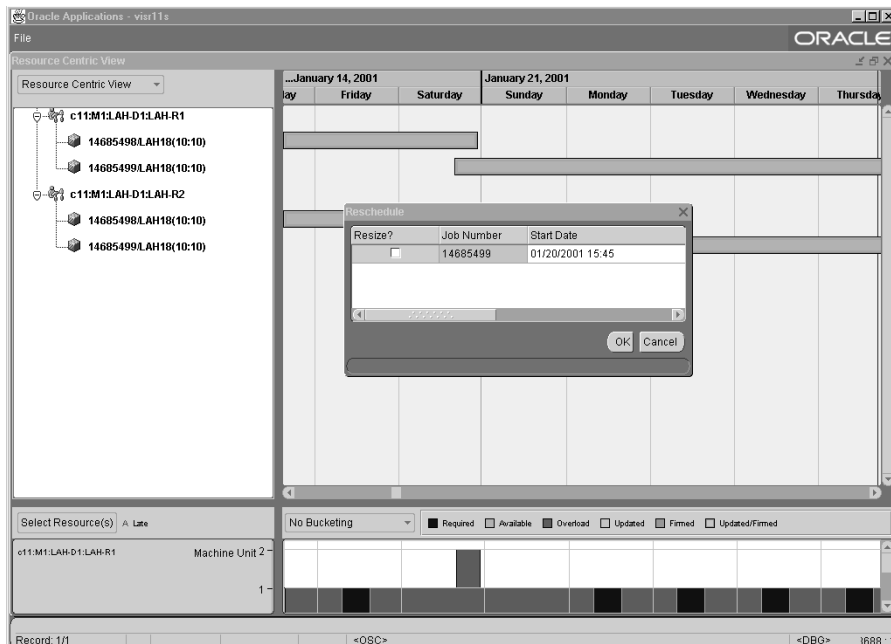 Oracle Applications - visr11s
File
ORACLE
Resource Centric View
Resource Centric View
...January 14, 2001 January 21, 2001
lay Friday Saturday Sunday Monday Tuesday Wednesday Thursday
c11:M1:LAH-D1:LAH-R1
14685498/LAH18(10:10)
14685499/LAH18(10:10)
c11:M1:LAH-D1:LAH-R2
14685498/LAH18(10:10)
14685499/LAH18(10:10)
Reschedule
Resize? Job Number Start Date
14685499 01/20/2001 15:45
OK Cancel
Select Resource(s) A Late
No Bucketing Required Available Overload Updated Firmed Updated/Firmed
c11:M1:LAH-D1:LAH-R1 Machine Unit 2
1
Record: 1/1 <OSC> <DBG>